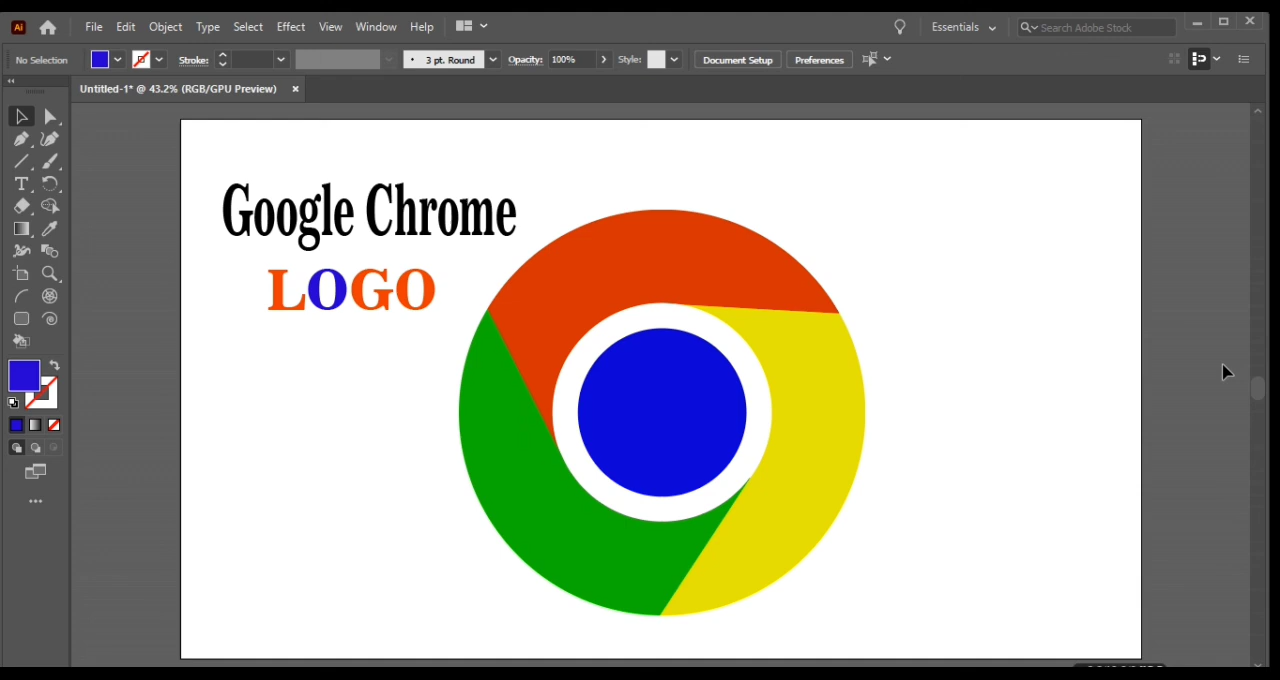 Ai File Edit Object Type Select Effect View Window Help Essentials Search Adobe Stock
No Selection Stroke: 3 pt. Round Opacity: 100% Style: Document Setup Preferences
Untitled-1* @ 43.2% (RGB/GPU Preview) ×
Google Chrome
LOGO